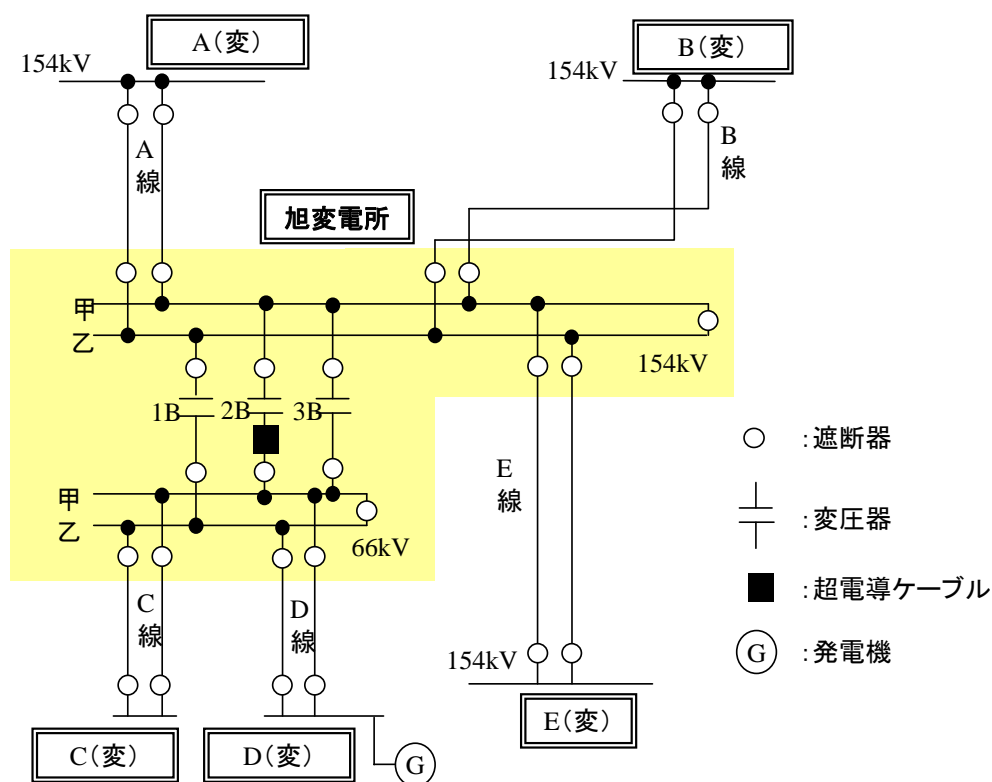 A（変）
154kV
B（変）
154kV
A
線
B
線
旭変電所
甲
乙
154kV
1B
2B
3B
甲
乙
66kV
E
線
C
線
D
線
154kV
C（変）
D（変）
G
E（変）
：遮断器
：変圧器
：超電導ケーブル
G ：発電機